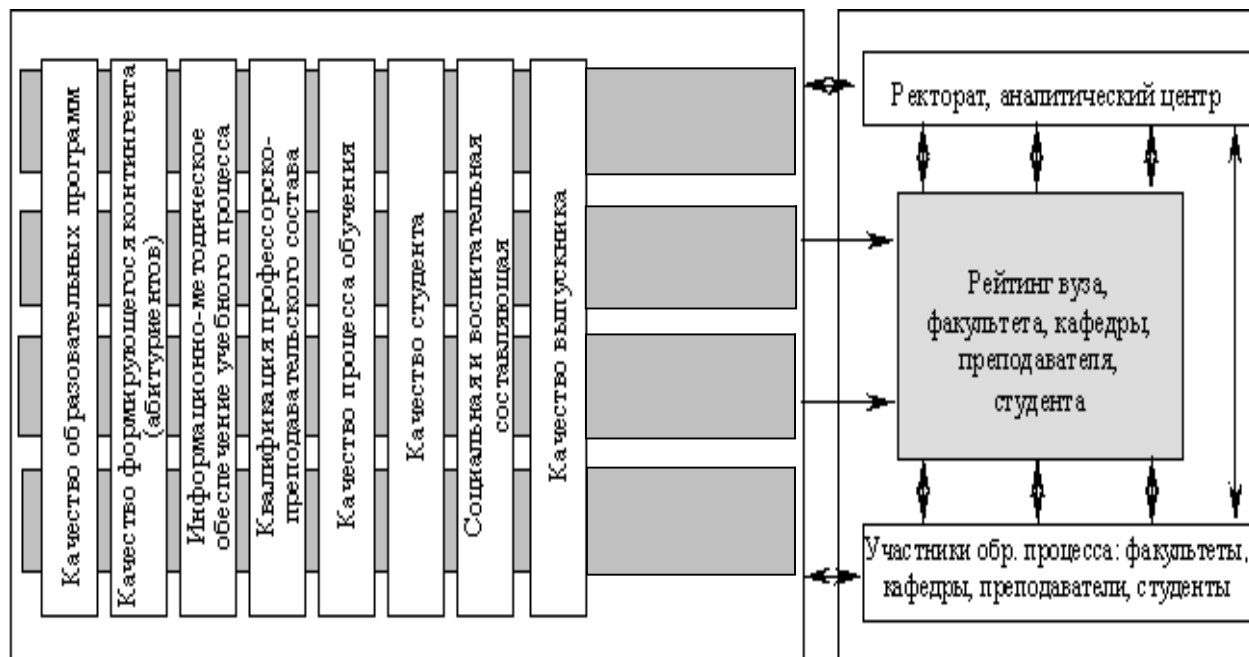 Качество образовательных программ
Качество формирующегося контингента
(абитуриентов)
Информационно-методическое
обеспечение учебного процесса
Квалификация профессорско-
преподавательского состава
Качество процесса обучения
Качество студента
Социальная и воспитательная
составляющая
Качество выпускника
Ректорат, аналитический центр
Рейтинг вуза,
факультета, кафедры,
преподавателя,
студента
Участники обр. процесса: факультеты,
кафедры, преподаватели, студенты